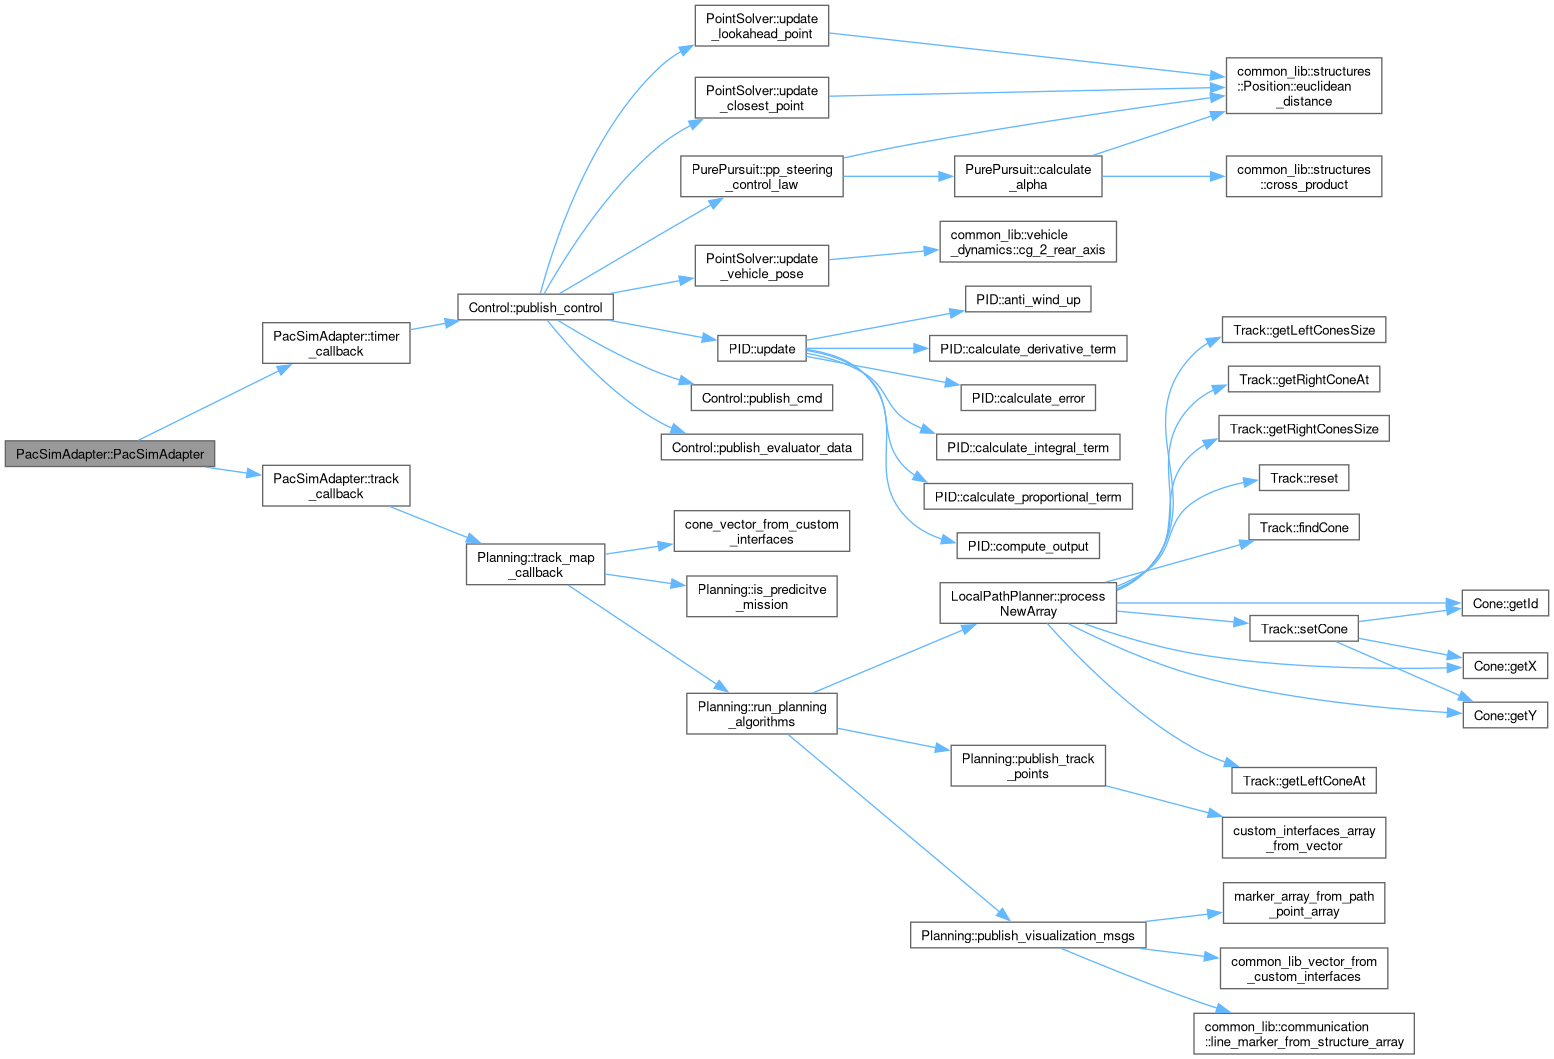 PointSolver::update
_lookahead_point
common_lib::structures
::Position::euclidean
_distance
PointSolver::update
_closest_point
PurePursuit::pp_steering
_control_law
PurePursuit::calculate
_alpha
common_lib::structures
::cross_product
common_lib::vehicle
_dynamics::cg_2_rear_axis
PointSolver::update
_vehicle_pose
PID::anti_wind_up
Control::publish_control
PacSimAdapter::timer
_callback
PID::update
PID::calculate_derivative_term
Track::getLeftConesSize
Track::getRightConeAt
PID::calculate_error
Control::publish_cmd
Track::getRightConesSize
PID::calculate_integral_term
Control::publish_evaluator_data
PacSimAdapter::PacSimAdapter
PacSimAdapter::track
_callback
Track::reset
PID::calculate_proportional_term
cone_vector_from_custom
_interfaces
Track::findCone
PID::compute_output
Planning::track_map
_callback
Planning::is_predicitve
_mission
LocalPathPlanner::process
NewArray
Cone::getId
Track::setCone
Cone::getX
Planning::run_planning
_algorithms
Cone::getY
Planning::publish_track
_points
Track::getLeftConeAt
custom_interfaces_array
_from_vector
marker_array_from_path
_point_array
Planning::publish_visualization_msgs
common_lib_vector_from
_custom_interfaces
common_lib::communication
::line_marker_from_structure_array